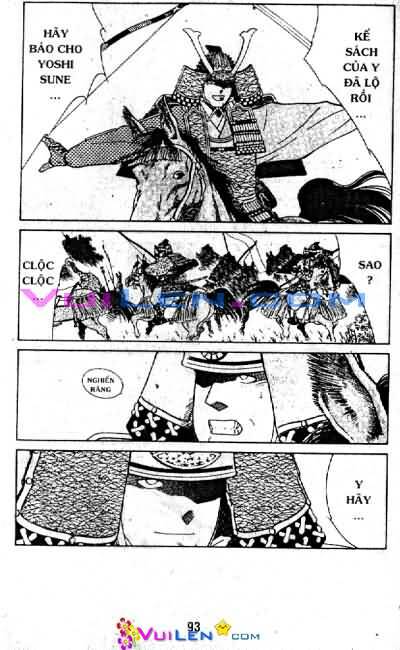 HÃY
BẢO CHO
YOSHI
SUNE
...
KẾ
SÁCH
CỦA Y
ĐÃ LỘ
RỒI
...
CLỘC
CLỘC
...
SAO
?
VUILEN.COM
NGHIẾN
RĂNG
Y
HÃY
...
93
VUILEN.COM